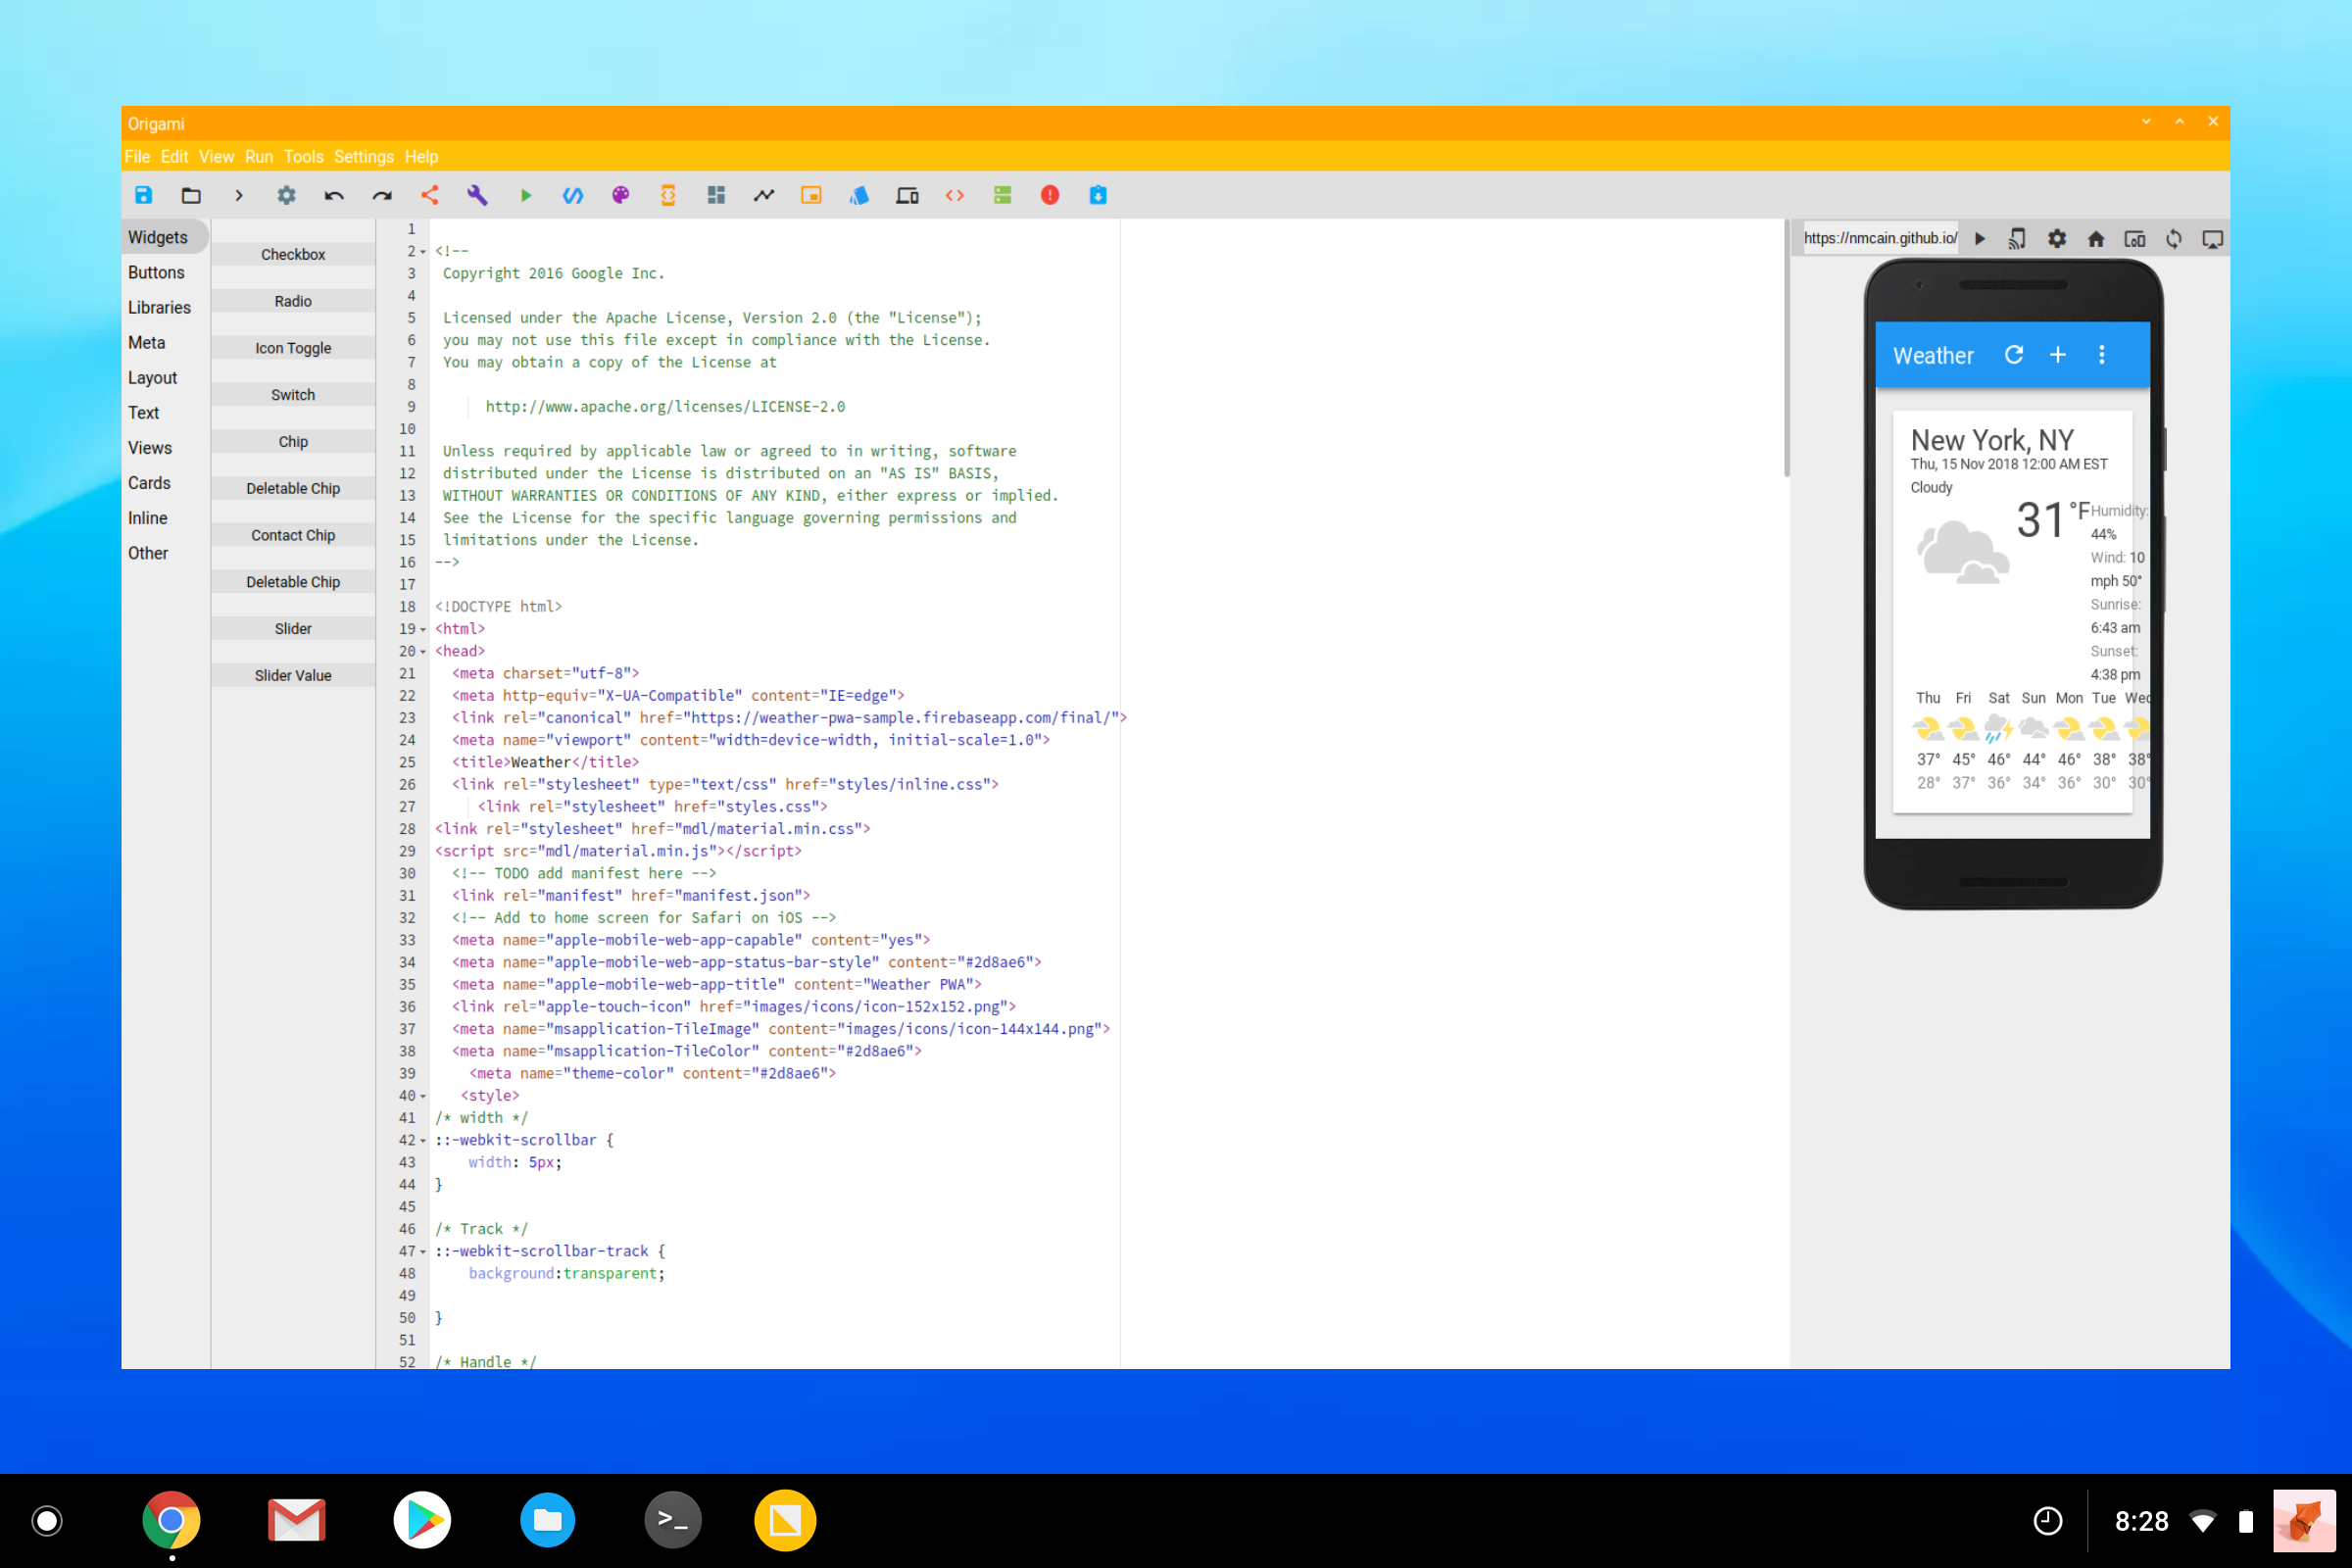 Origami
File Edit View Run Tools Settings Help
Widgets
Buttons
Libraries
Meta
Layout
Text
Views
Cards
Inline
Other
Checkbox
Radio
Icon Toggle
Switch
Chip
Deletable Chip
Contact Chip
Deletable Chip
Slider
Slider Value
1
2 <!--
3 Copyright 2016 Google Inc.
4
5 Licensed under the Apache License, Version 2.0 (the "License");
6 you may not use this file except in compliance with the License.
7 You may obtain a copy of the License at
8
9 http://www.apache.org/licenses/LICENSE-2.0
10
11 Unless required by applicable law or agreed to in writing, software
12 distributed under the License is distributed on an "AS IS" BASIS,
13 WITHOUT WARRANTIES OR CONDITIONS OF ANY KIND, either express or implied.
14 See the License for the specific language governing permissions and
15 limitations under the License.
16 -->
17
18 <!DOCTYPE html>
19 <html>
20 <head>
21 <meta charset="utf-8">
22 <meta http-equiv="X-UA-Compatible" content="IE=edge">
23 <link rel="canonical" href="https://weather-pwa-sample.firebaseapp.com/final/">
24 <meta name="viewport" content="width=device-width, initial-scale=1.0">
25 <title>Weather</title>
26 <link rel="stylesheet" type="text/css" href="styles/inline.css">
27 <link rel="stylesheet" href="styles.css">
28 <link rel="stylesheet" href="mdl/material.min.css">
29 <script src="mdl/material.min.js"></script>
30 <!-- TODO add manifest here -->
31 <link rel="manifest" href="manifest.json">
32 <!-- Add to home screen for Safari on iOS -->
33 <meta name="apple-mobile-web-app-capable" content="yes">
34 <meta name="apple-mobile-web-app-status-bar-style" content="#2d8ae6">
35 <meta name="apple-mobile-web-app-title" content="Weather PWA">
36 <link rel="apple-touch-icon" href="images/icons/icon-152x152.png">
37 <meta name="msapplication-TileImage" content="images/icons/icon-144x144.png">
38 <meta name="msapplication-TileColor" content="#2d8ae6">
39 <meta name="theme-color" content="#2d8ae6">
40 <style>
41 /* width */
42 ::-webkit-scrollbar {
43 width: 5px;
44 }
45
46 /* Track */
47 ::-webkit-scrollbar-track {
48 background:transparent;
49
50 }
51
52 /* Handle */
https://nmcain.github.io/
Weather
New York, NY
Thu, 15 Nov 2018 12:00 AM EST
Cloudy
31 °F
Humidity:
44%
Wind: 10
mph 50°
Sunrise:
6:43 am
Sunset:
4:38 pm
Thu Fri Sat Sun Mon Tue Wed
37° 45° 46° 44° 46° 38° 38°
28° 37° 36° 34° 36° 30° 30°
>_
8:28